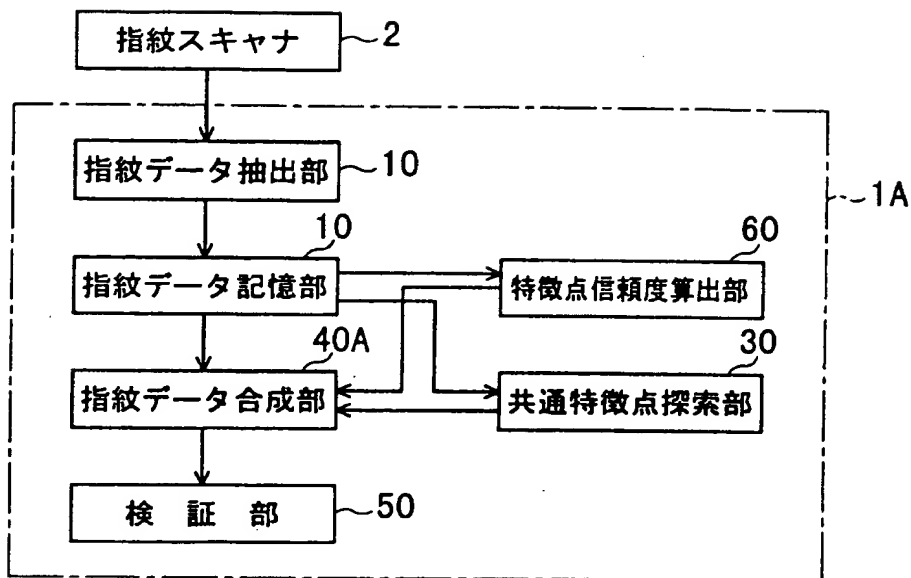 指紋スキャナ 2
指紋データ抽出部 10
1A
10
指紋データ記憶部
60
特徴点信頼度算出部
40A
指紋データ合成部
30
共通特徴点探索部
検証部 50